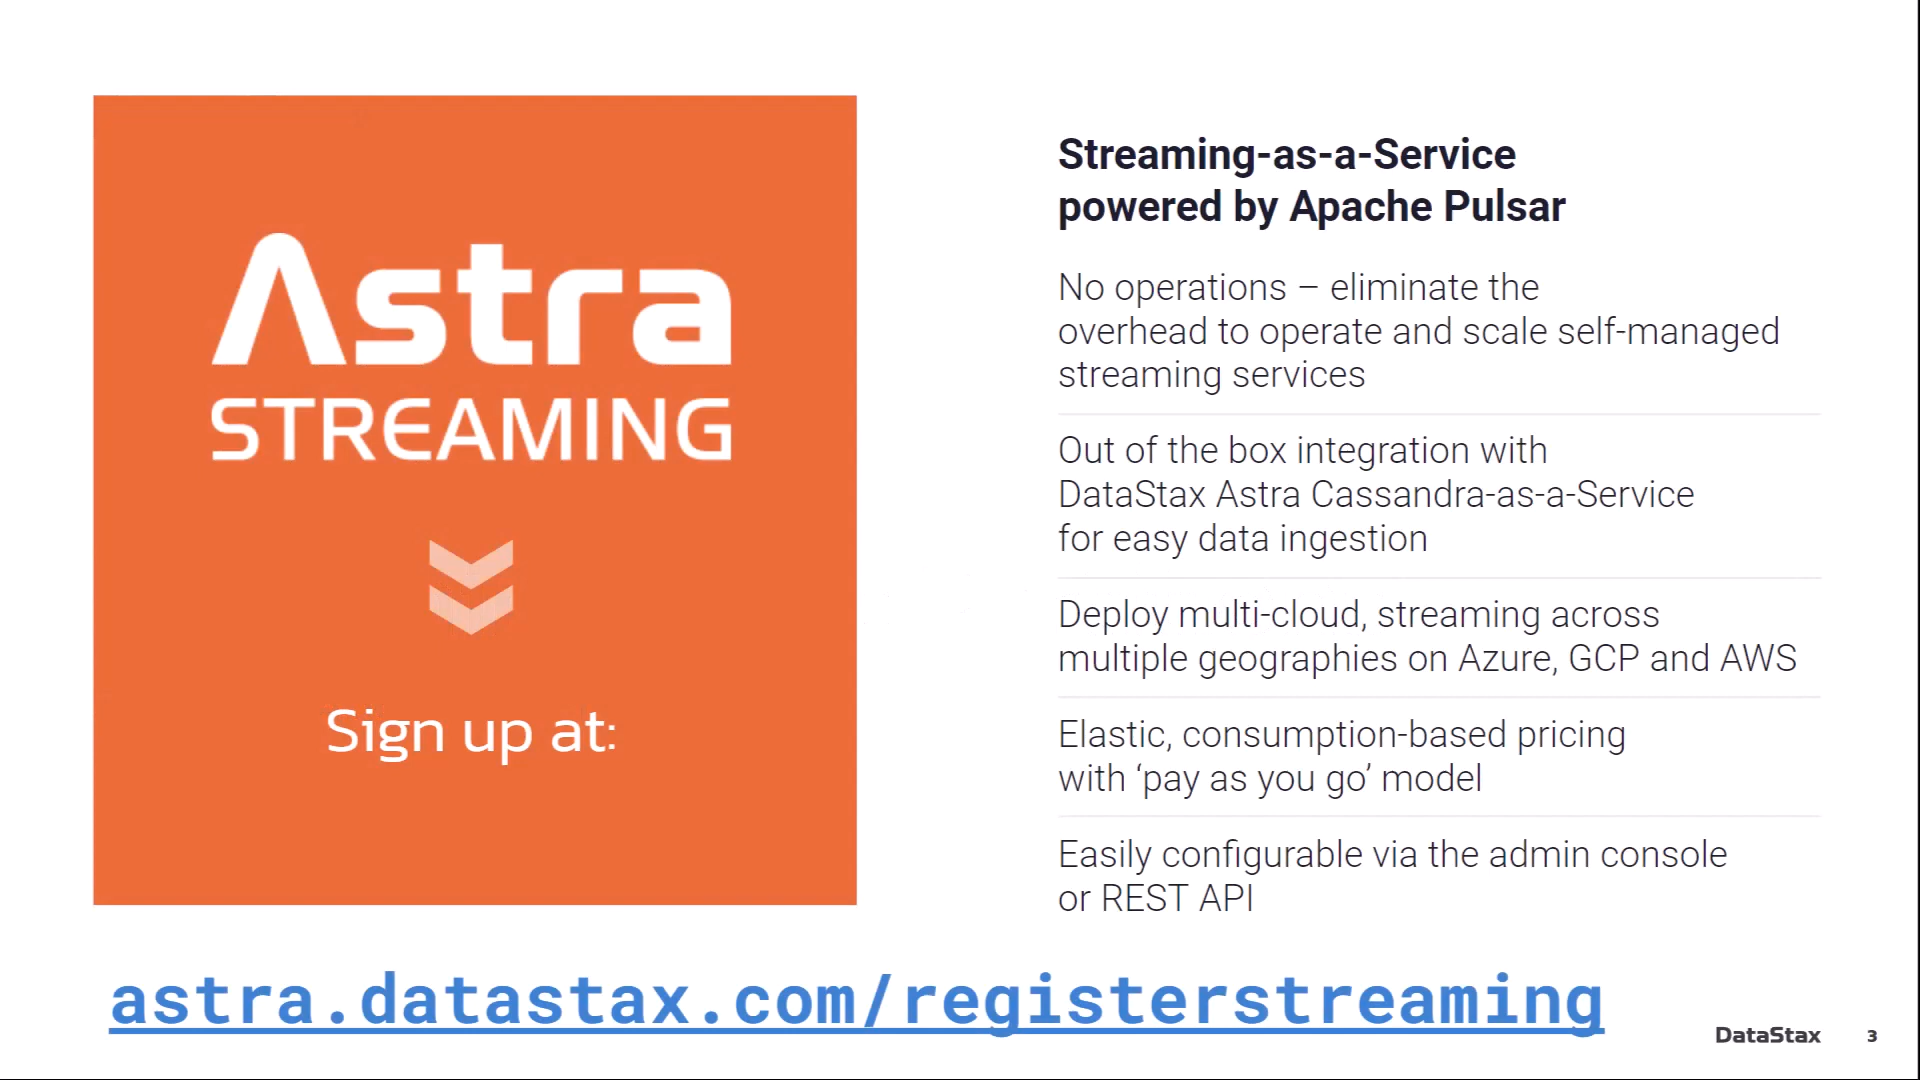 Astra
STREAMING
Sign up at:
Streaming-as-a-Service
powered by Apache Pulsar
No operations – eliminate the
overhead to operate and scale self-managed
streaming services
Out of the box integration with
DataStax Astra Cassandra-as-a-Service
for easy data ingestion
Deploy multi-cloud, streaming across
multiple geographies on Azure, GCP and AWS
Elastic, consumption-based pricing
with ‘pay as you go’ model
Easily configurable via the admin console
or REST API
astra.datastax.com/registerstreaming
DataStax 3